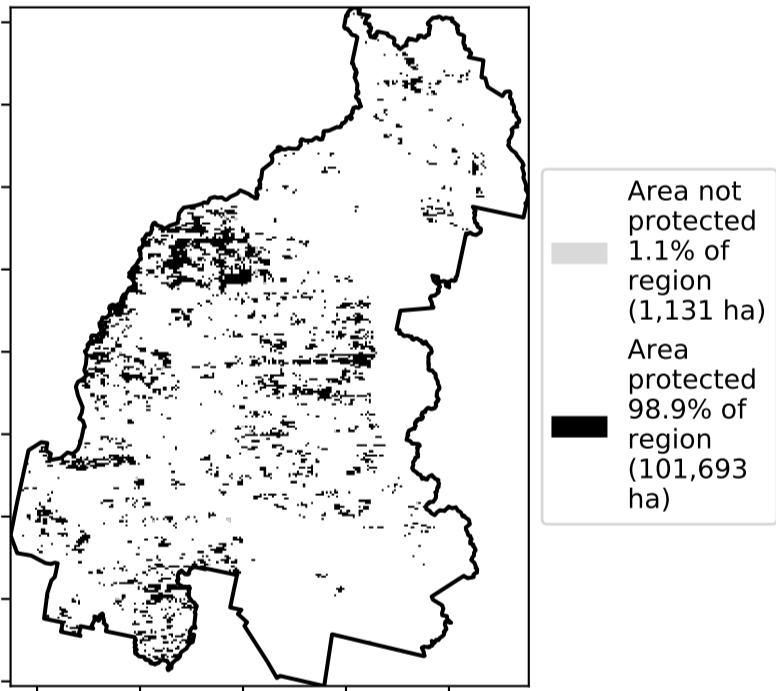 Area not
protected
1.1% of
region
(1,131 ha)
Area
protected
98.9% of
region
(101,693
ha)